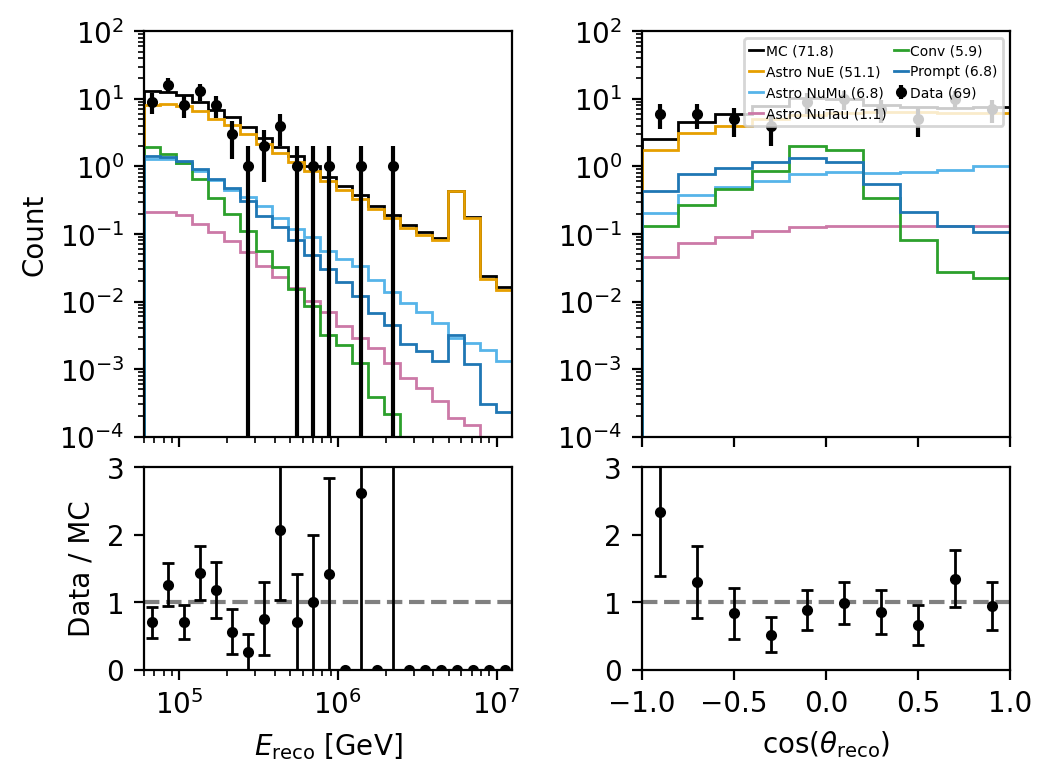 10²
10¹
10⁰
10⁻¹
10⁻²
10⁻³
10⁻⁴
Count
10²
10¹
10⁰
10⁻¹
10⁻²
10⁻³
10⁻⁴
MC (71.8)
Astro NuE (51.1)
Astro NuMu (6.8)
Astro NuTau (1.1)
Conv (5.9)
Prompt (6.8)
Data (69)
3
2
1
0
Data / MC
10⁵ 10⁶ 10⁷
E_reco [GeV]
3
2
1
0
−1.0 −0.5 0.0 0.5 1.0
cos(θ_reco)